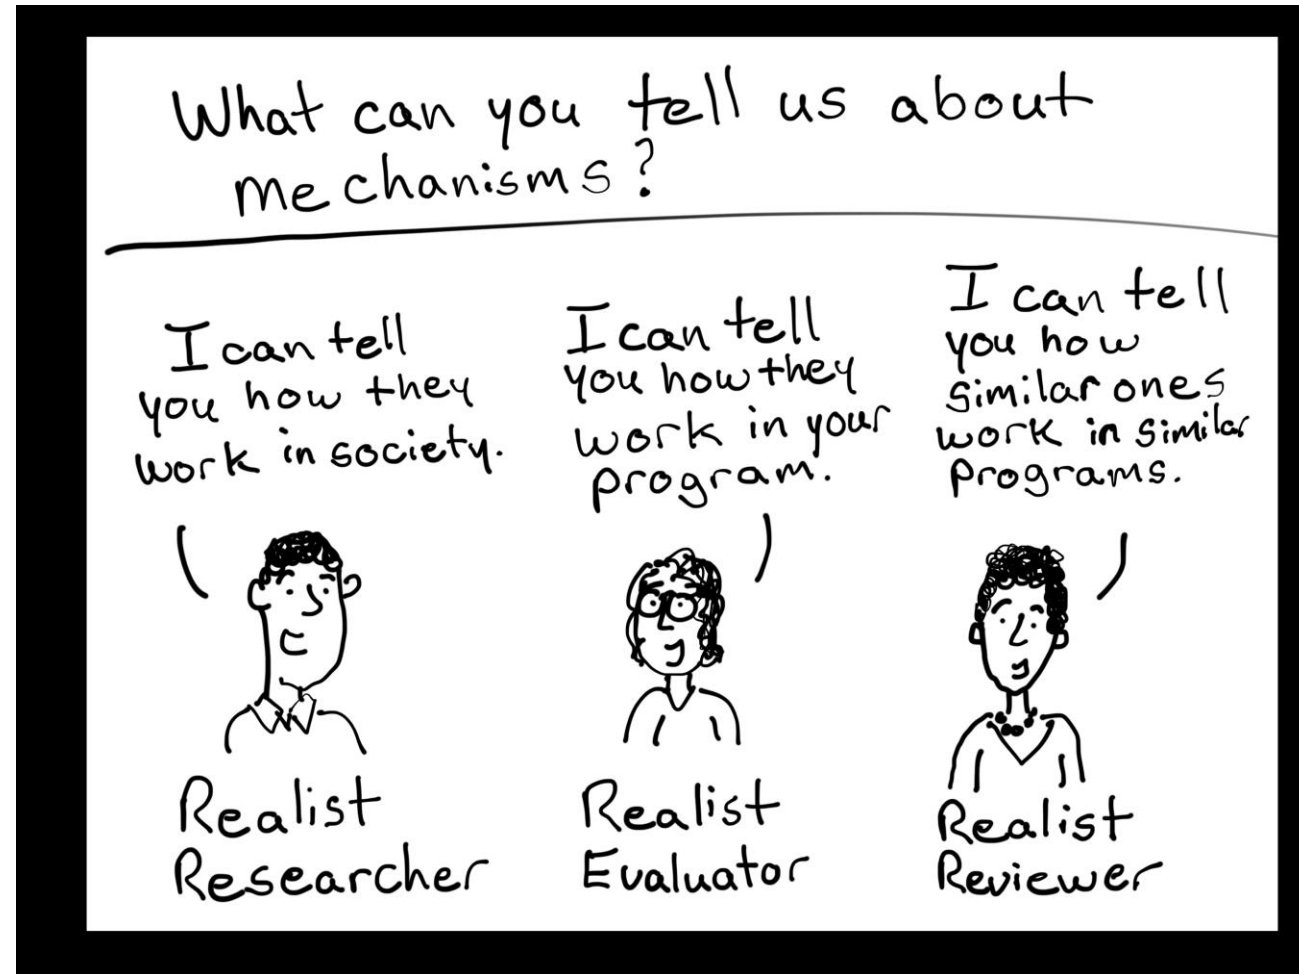 What can you tell us about
mechanisms?
I can tell
you how they
work in society.
I can tell
you how they
work in your
program.
I can tell
you how
similar ones
work in similar
programs.
Realist
Researcher
Realist
Evaluator
Realist
Reviewer